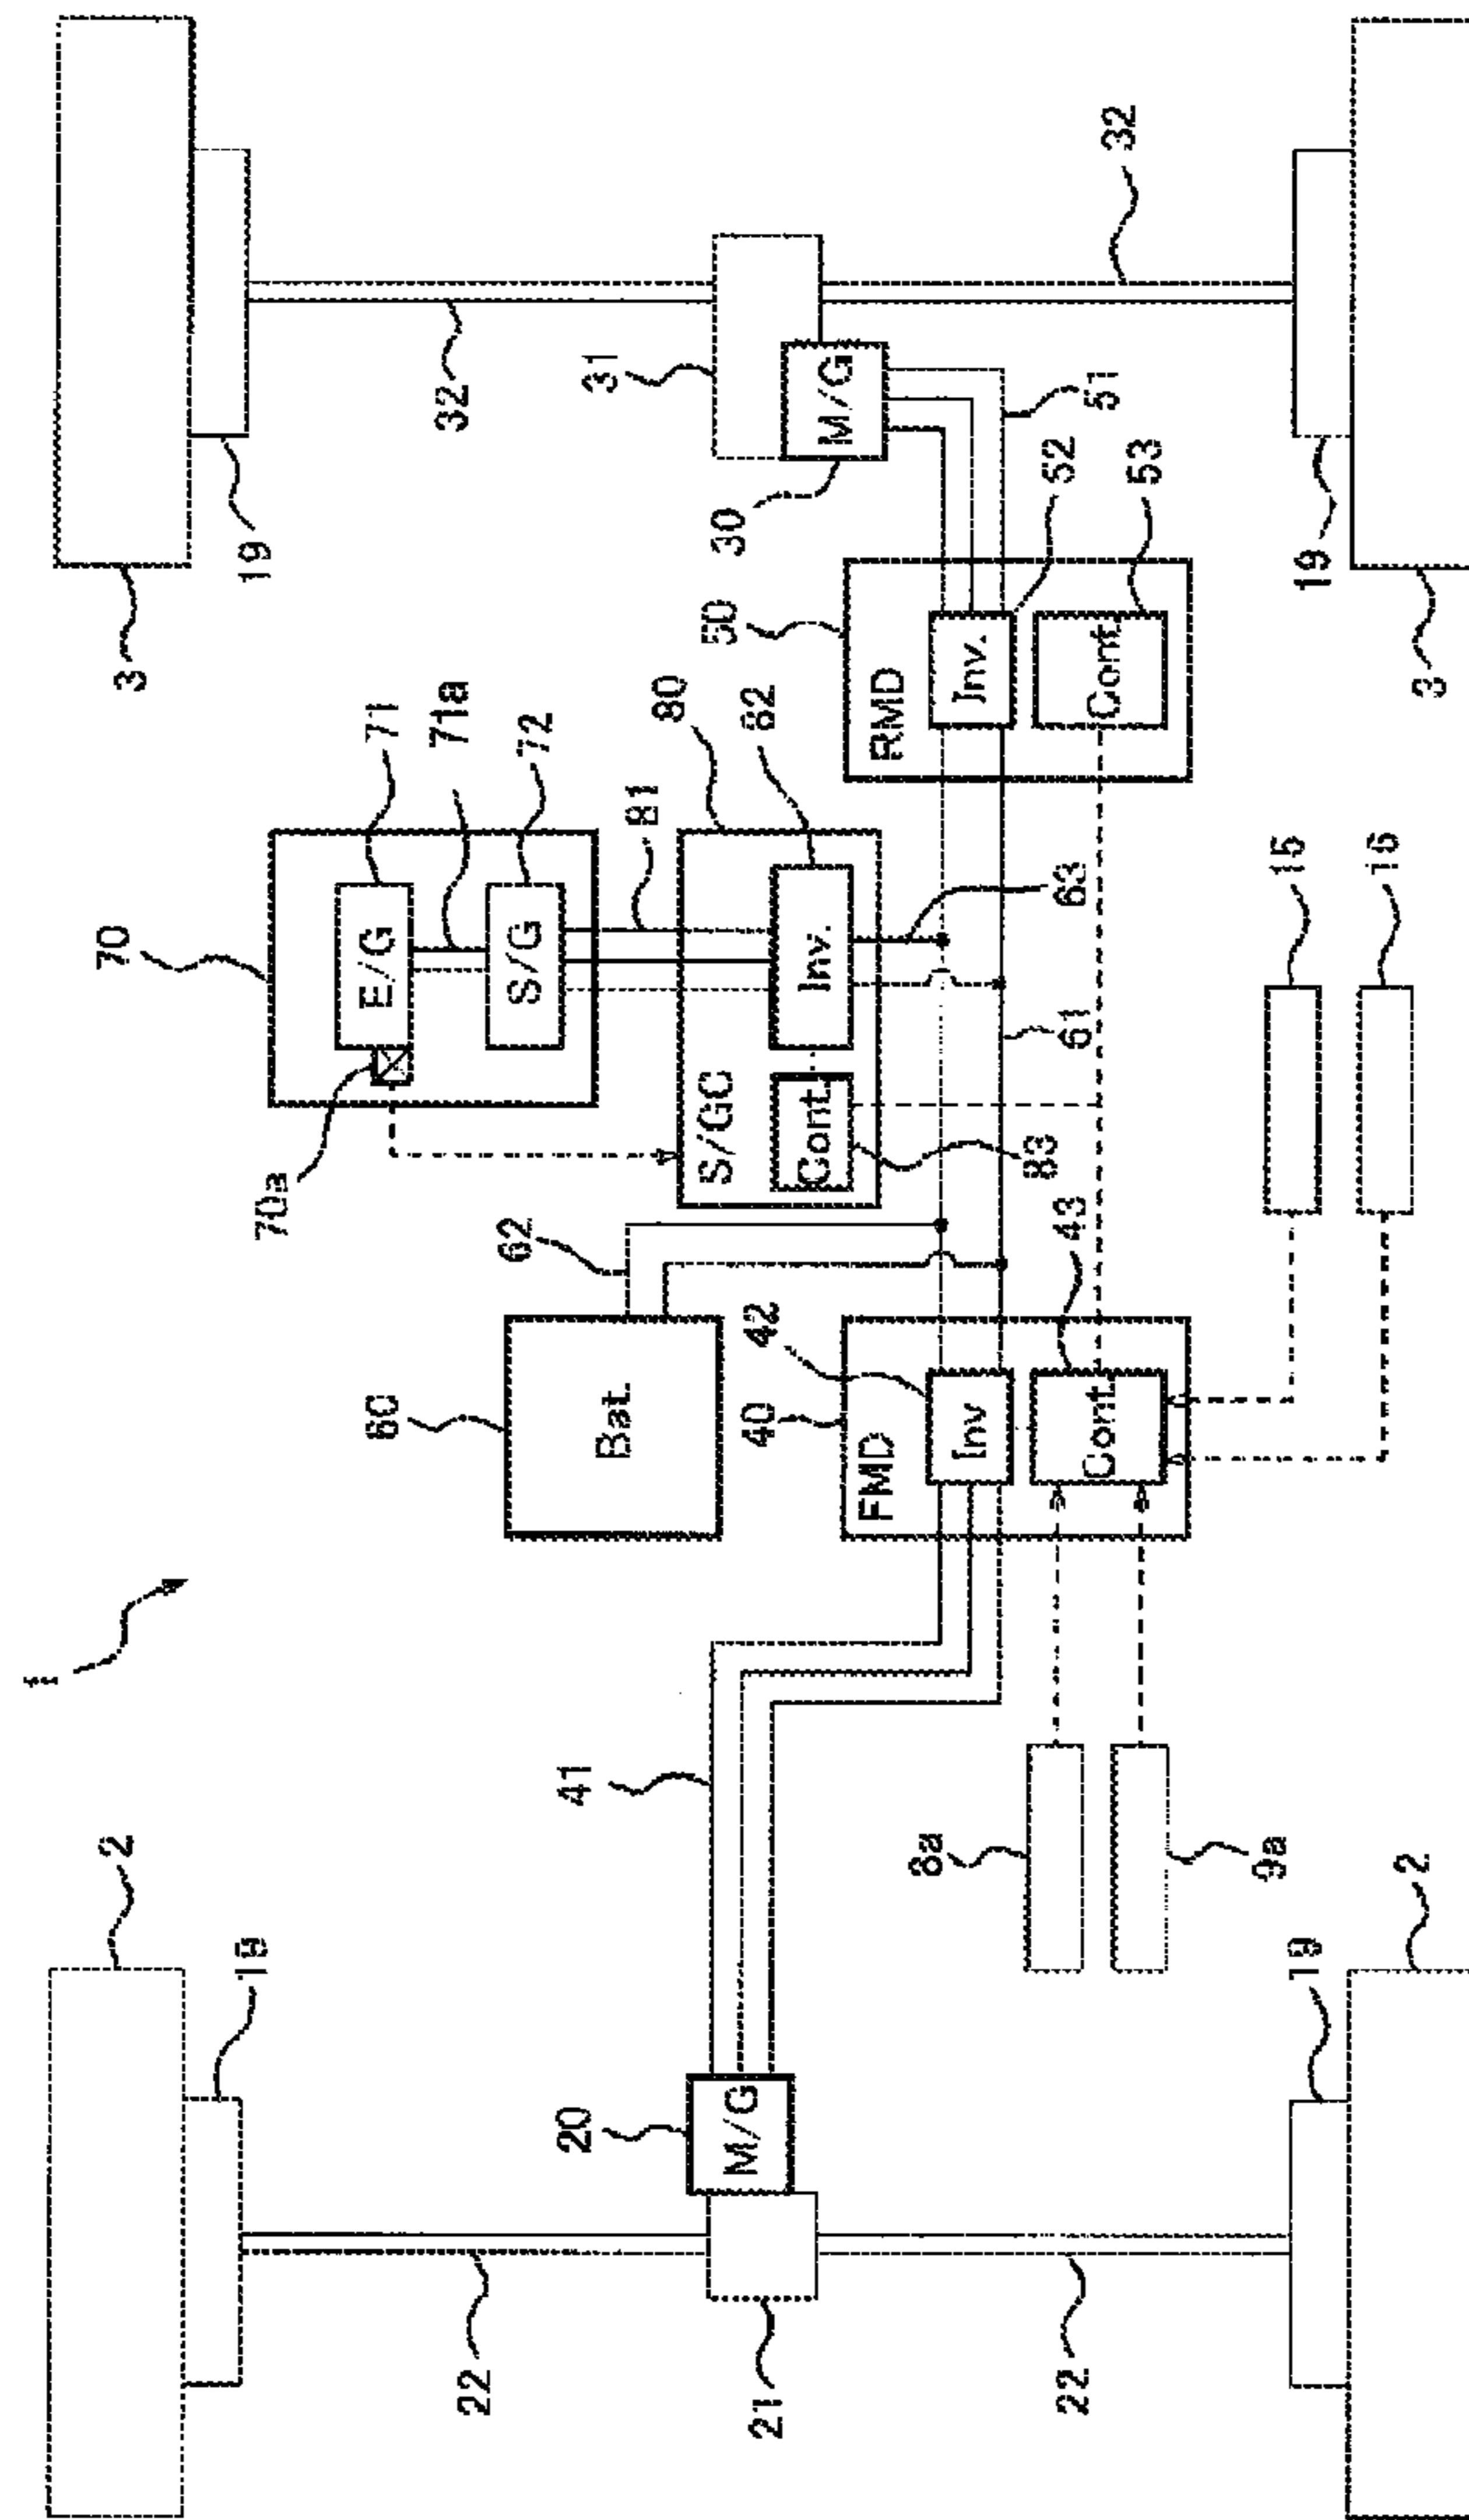 1
2
18
22
20
M/G
21
22
19
2
41
8a
9a
60
Bat.
62
40
42
43
FMD
Inv
Cont.
70
70a
71
71a
72
E/G
S/G
81
80
82
S/GC
Inv.
Cont.
83
63
61
15
16
50
RMD
Inv.
Cont.
52
53
51
30
31
M/G
32
32
19
3
19
3